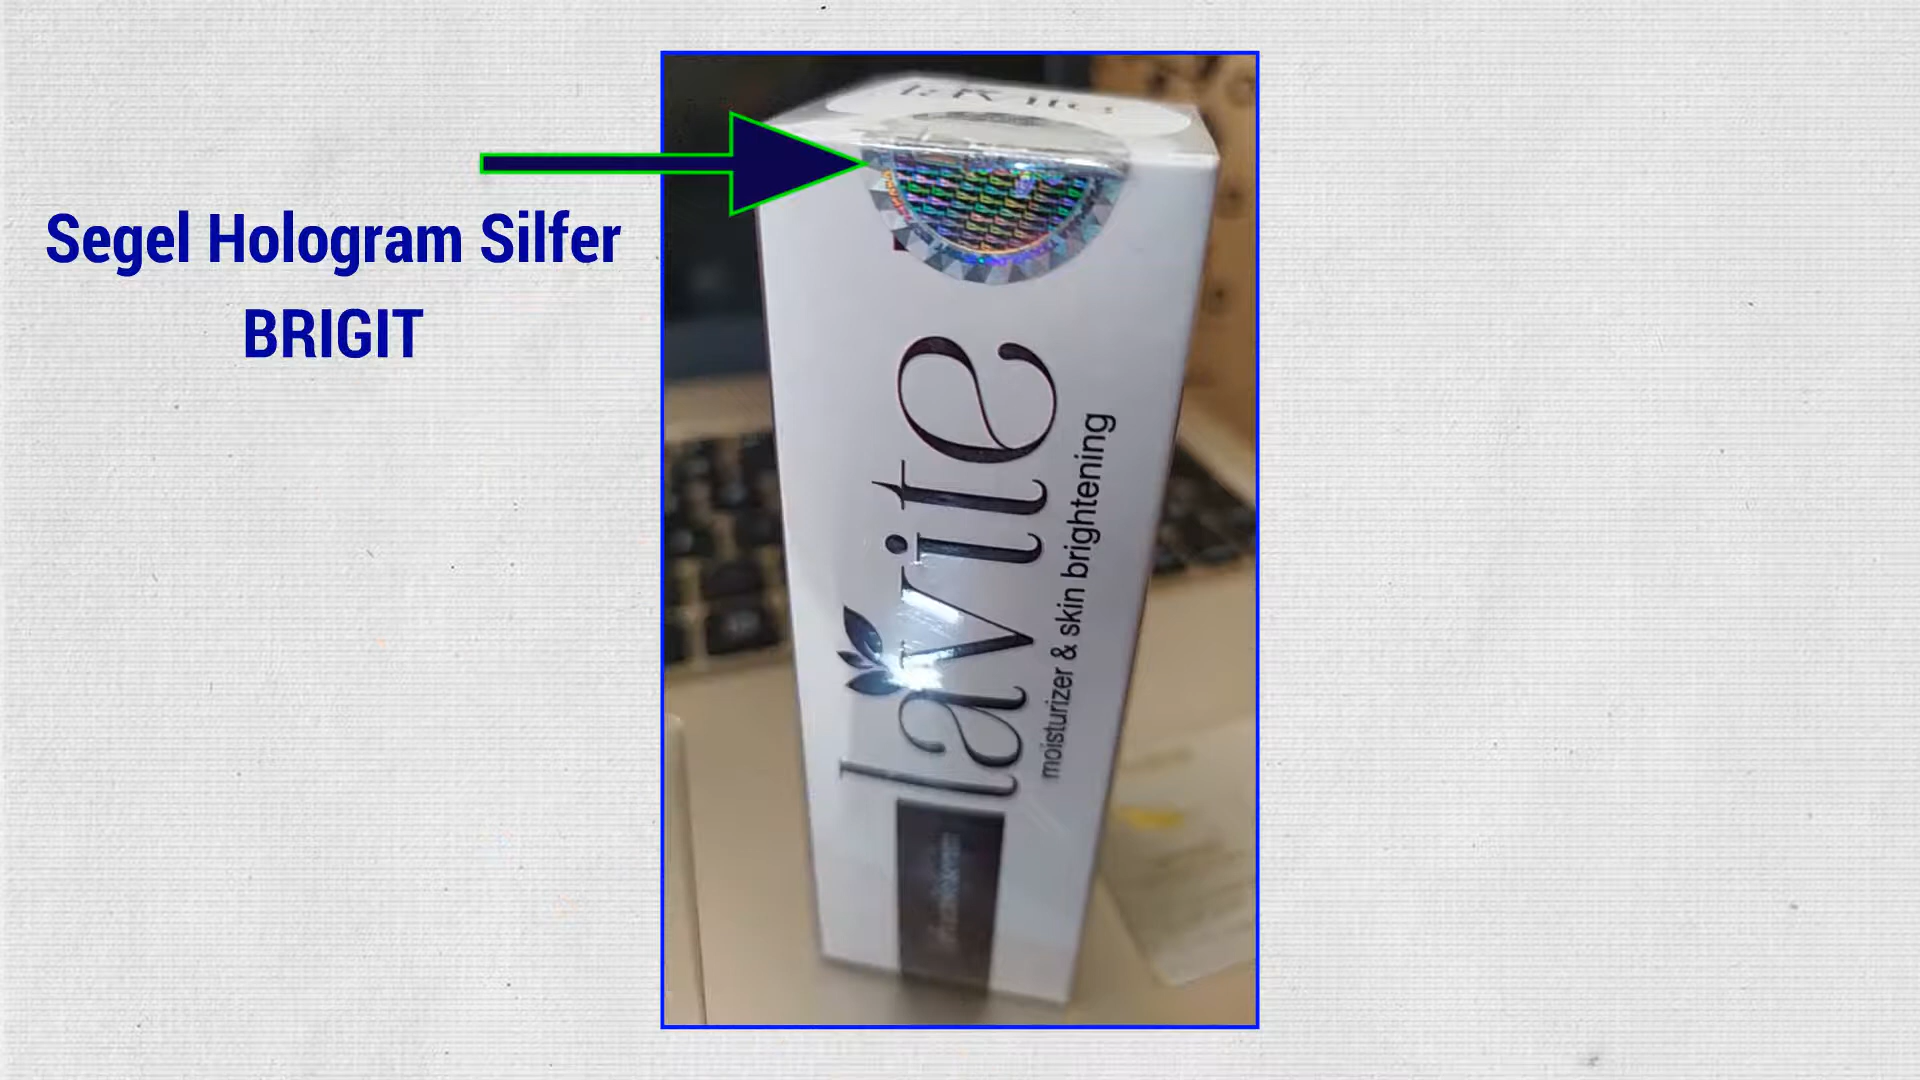 Segel Hologram Silfer
BRIGIT
lavite
moisturizer & skin brightening